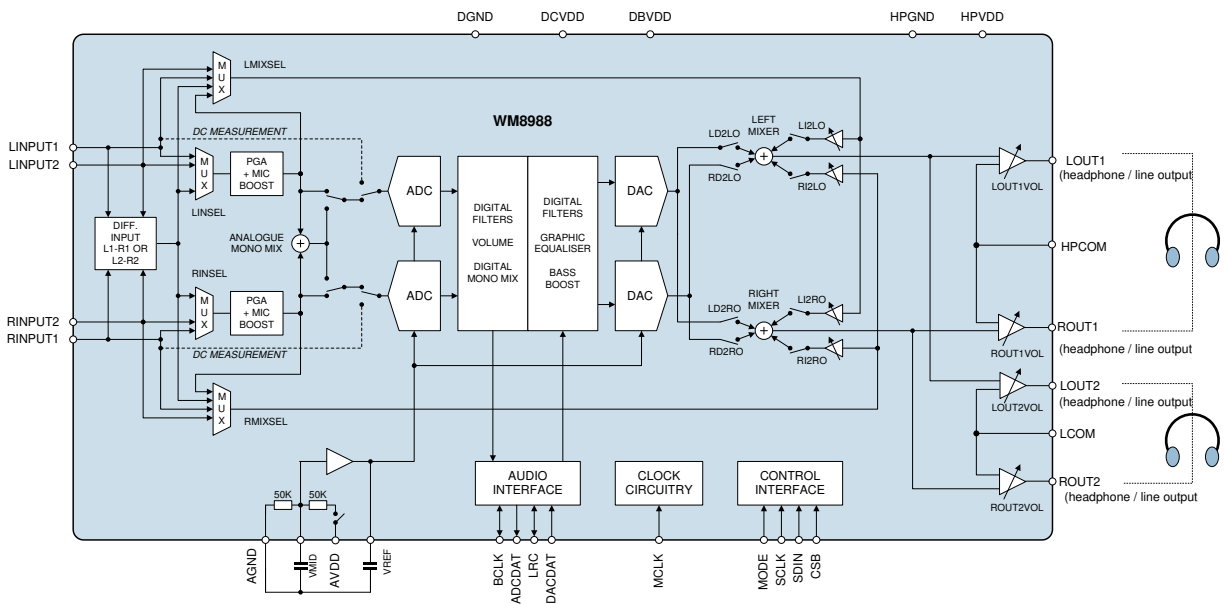 DGND
DCVDD
DBVDD
HPGND
HPVDD
M
U
X
LMIXSEL
WM8988
DC MEASUREMENT
LINPUT1
LINPUT2
M
U
X
PGA
+ MIC
BOOST
LINSEL
DIFF.
INPUT
L1-R1 OR
L2-R2
ANALOGUE
MONO MIX
RINSEL
M
U
X
PGA
+ MIC
BOOST
RINPUT2
RINPUT1
DC MEASUREMENT
M
U
X
RMIXSEL
ADC
ADC
DIGITAL
FILTERS
VOLUME
DIGITAL
MONO MIX
DIGITAL
FILTERS
GRAPHIC
EQUALISER
BASS
BOOST
DAC
DAC
LD2LO
RD2LO
LEFT
MIXER
LI2LO
RI2LO
LD2RO
RD2RO
RIGHT
MIXER
LI2RO
RI2RO
LOUT1VOL
LOUT1
(headphone / line output
HPCOM
ROUT1VOL
ROUT1
(headphone / line output
LOUT2VOL
LOUT2
(headphone / line output
LCOM
ROUT2VOL
ROUT2
(headphone / line output
50K
50K
AUDIO
INTERFACE
CLOCK
CIRCUITRY
CONTROL
INTERFACE
AGND
VMID
AVDD
VREF
BCLK
ADCDAT
LRC
DACDAT
MCLK
MODE
SCLK
SDIN
CSB